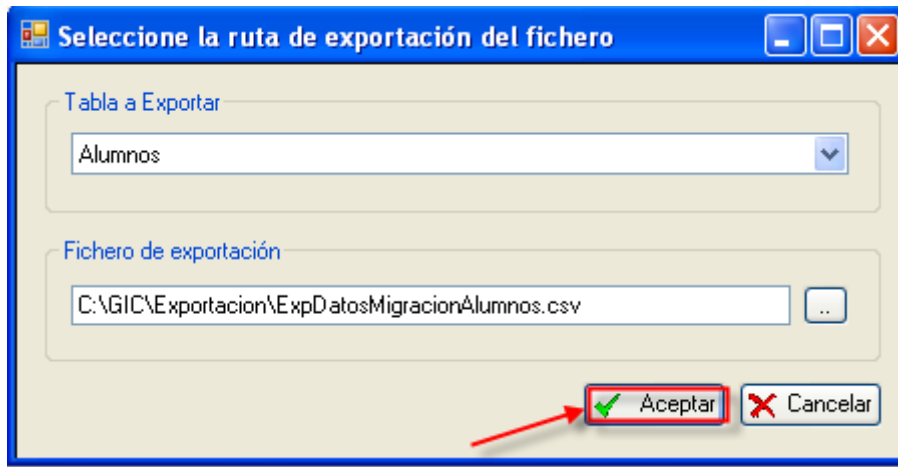 Seleccione la ruta de exportación del fichero
Tabla a Exportar
Alumnos
Fichero de exportación
C:\GIC\Exportacion\ExpDatosMigracionAlumnos.csv
..
Aceptar
Cancelar